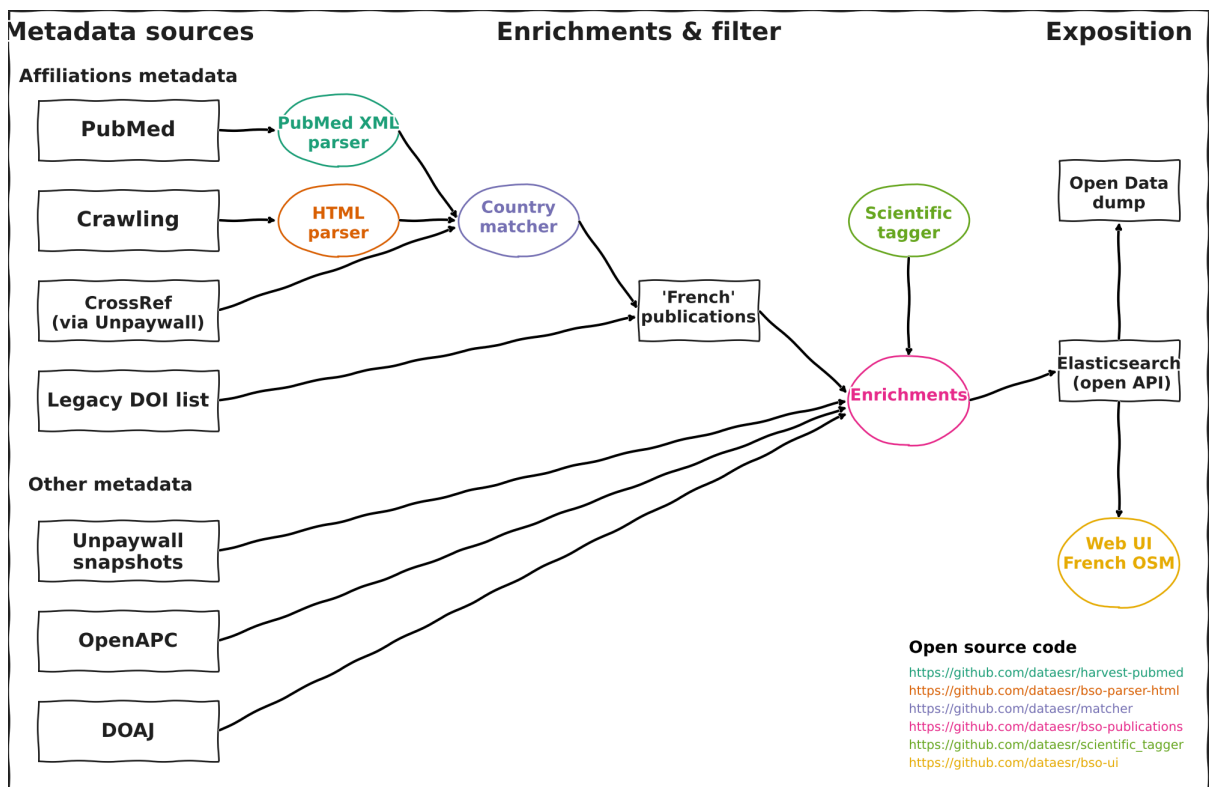 Metadata sources
Enrichments & filter
Exposition
Affiliations metadata
PubMed
PubMed XML
parser
Crawling
HTML
parser
Country
matcher
Scientific
tagger
Open Data
dump
CrossRef
(via Unpaywall)
'French'
publications
Legacy DOI list
Enrichments
Elasticsearch
(open API)
Other metadata
Unpaywall
snapshots
Web UI
French OSM
OpenAPC
DOAJ
Open source code
https://github.com/dataesr/harvest-pubmed
https://github.com/dataesr/bso-parser-html
https://github.com/dataesr/matcher
https://github.com/dataesr/bso-publications
https://github.com/dataesr/scientific_tagger
https://github.com/dataesr/bso-ui